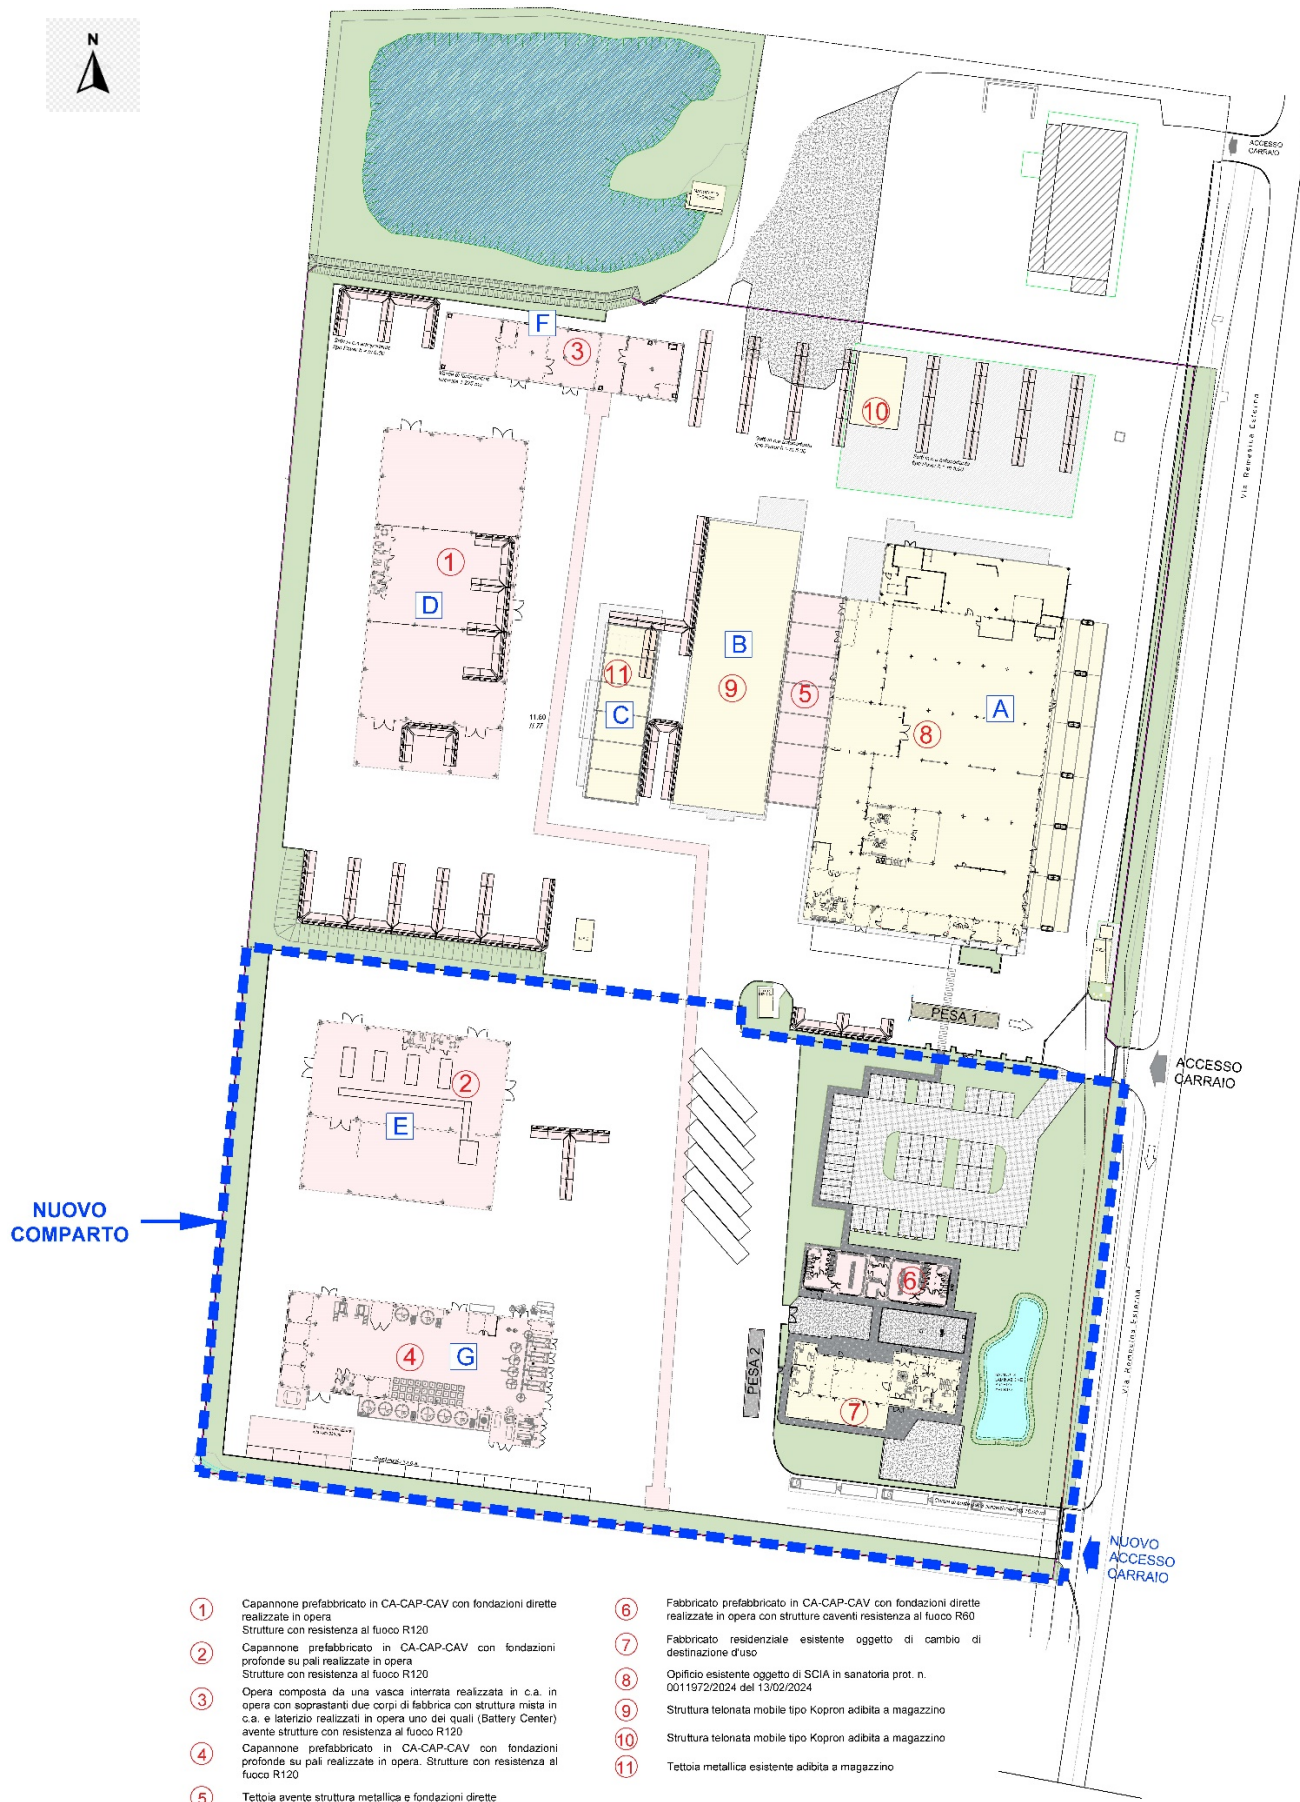 N
ACCESSO
CARRAIO
F
3
10
Via Remesina Esterna
1
D
B
9
5
11
C
A
8
11.80
PESA 1
ACCESSO
CARRAIO
2
E
NUOVO
COMPARTO
6
4
G
PESA 2
7
Via Remesina Esterna
NUOVO
ACCESSO
CARRAIO
1
Capannone prefabbricato in CA-CAP-CAV con fondazioni dirette
realizzate in opera
Strutture con resistenza al fuoco R120
2
Capannone prefabbricato in CA-CAP-CAV con fondazioni
profonde su pali realizzate in opera
Strutture con resistenza al fuoco R120
3
Opera composta da una vasca interrata realizzata in c.a. in
opera con soprastanti due corpi di fabbrica con struttura mista in
c.a. e laterizio realizzati in opera uno dei quali (Battery Center)
avente strutture con resistenza al fuoco R120
4
Capannone prefabbricato in CA-CAP-CAV con fondazioni
profonde su pali realizzate in opera. Strutture con resistenza al
fuoco R120
5
Tettoia avente struttura metallica e fondazioni dirette
6
Fabbricato prefabbricato in CA-CAP-CAV con fondazioni dirette
realizzate in opera con strutture caventi resistenza al fuoco R60
7
Fabbricato residenziale esistente oggetto di cambio di
destinazione d'uso
8
Opificio esistente oggetto di SCIA in sanatoria prot. n.
0011972/2024 del 13/02/2024
9
Struttura telonata mobile tipo Kopron adibita a magazzino
10
Struttura telonata mobile tipo Kopron adibita a magazzino
11
Tettoia metallica esistente adibita a magazzino